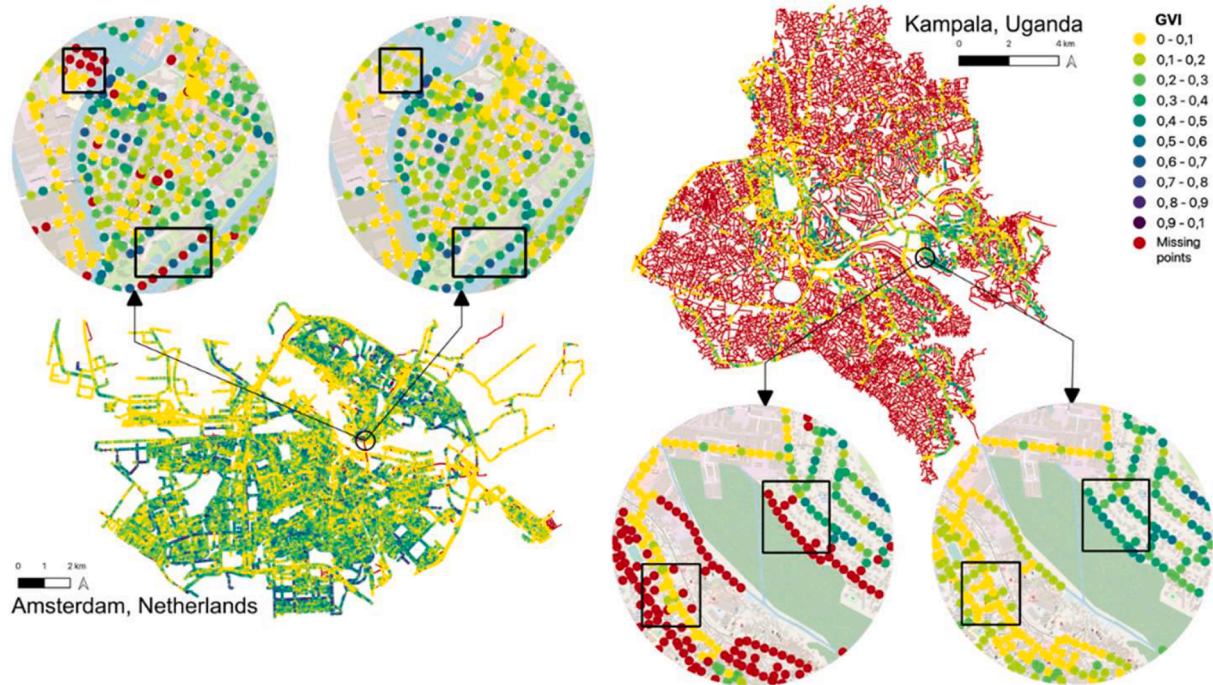 Kampala, Uganda
0 2 4 km
GVI
0 - 0,1
0,1 - 0,2
0,2 - 0,3
0,3 - 0,4
0,4 - 0,5
0,5 - 0,6
0,6 - 0,7
0,7 - 0,8
0,8 - 0,9
0,9 - 0,1
Missing
points
0 1 2 km
Amsterdam, Netherlands